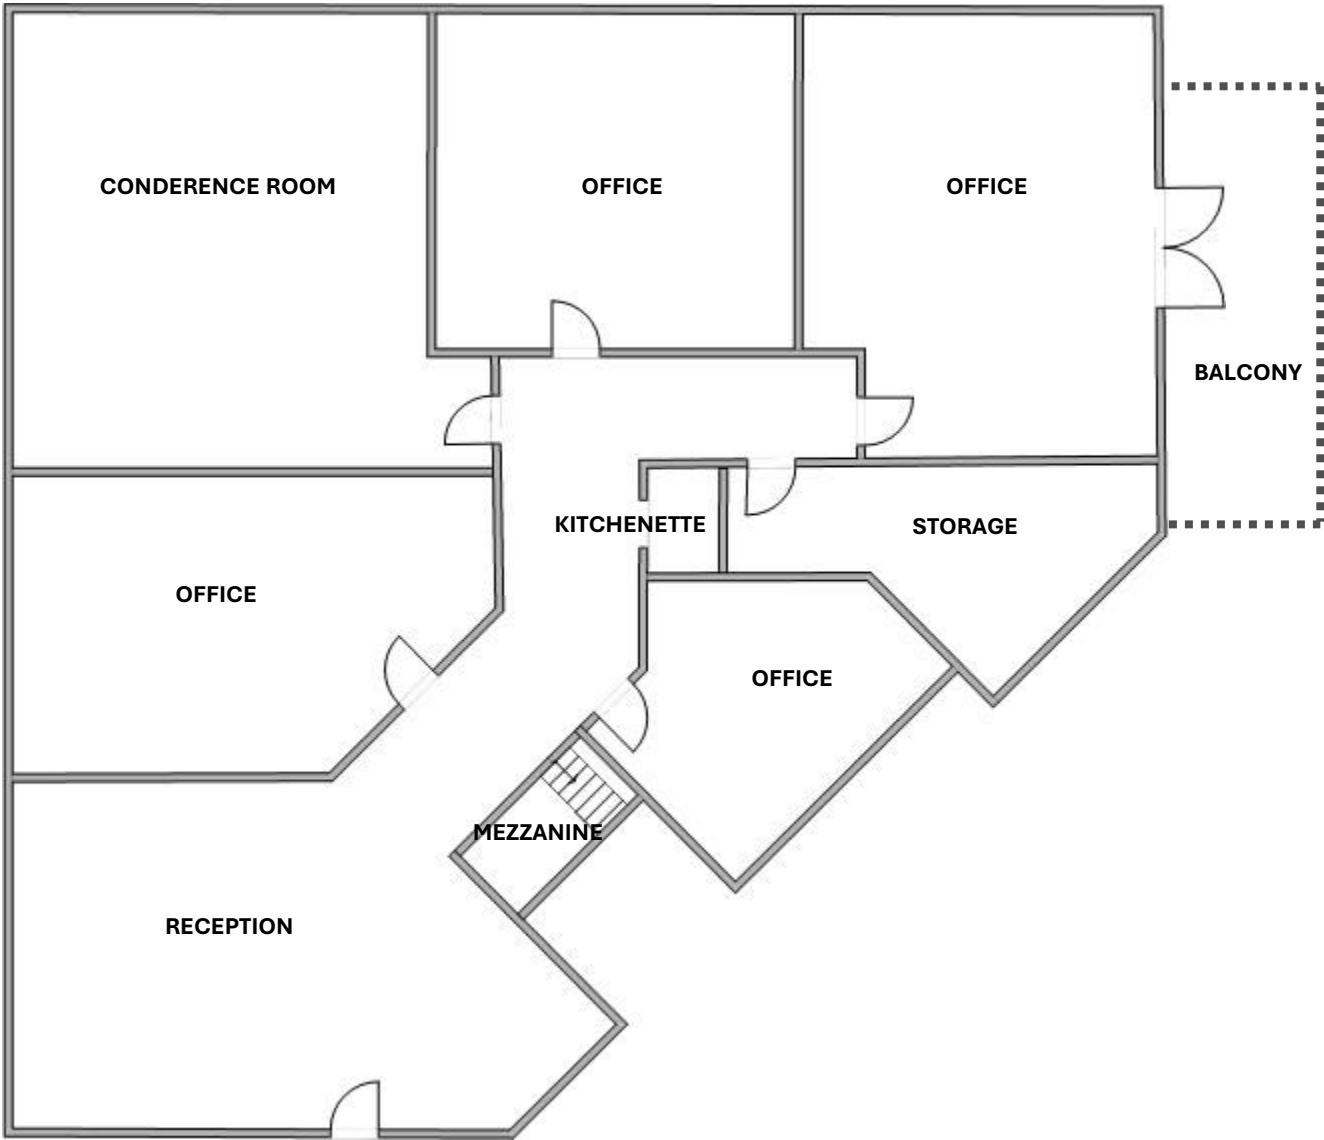 CONDERENCE ROOM
OFFICE
OFFICE
BALCONY
KITCHENETTE
STORAGE
OFFICE
OFFICE
MEZZANINE
RECEPTION